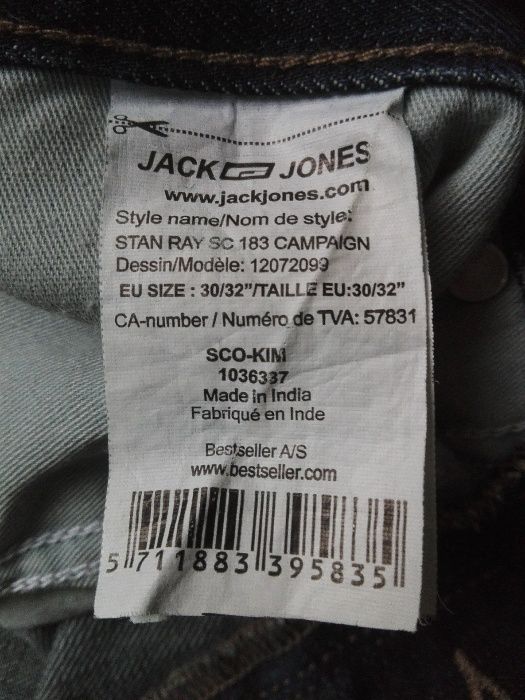 JACK JONES
www.jackjones.com
Style name/Nom de style:
STAN RAY SC 183 CAMPAIGN
Dessin/Modèle: 12072099
EU SIZE : 30/32"/TAILLE EU:30/32"
CA-number / Numéro de TVA: 57831
SCO-KIM
1036337
Made in India
Fabriqué en Inde
Bestseller A/S
www.bestseller.com
5 711883 395835